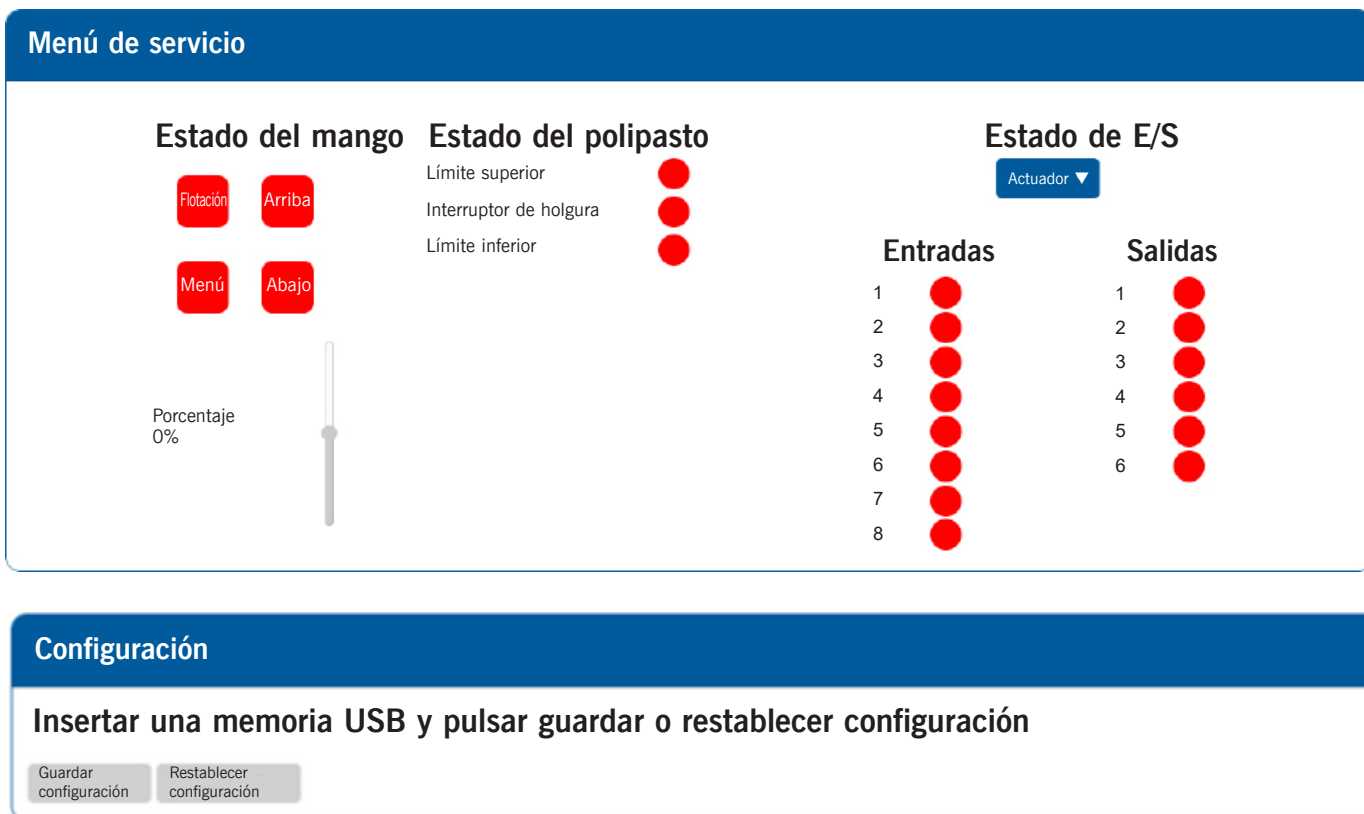 Menú de servicio
Estado del mango
Flotación
Arriba
Menú
Abajo
Porcentaje
0%
Estado del polipasto
Límite superior
Interruptor de holgura
Límite inferior
Estado de E/S
Actuador ▼
Entradas
1
2
3
4
5
6
7
8
Salidas
1
2
3
4
5
6
Configuración
Insertar una memoria USB y pulsar guardar o restablecer configuración
Guardar
configuración
Restablecer
configuración